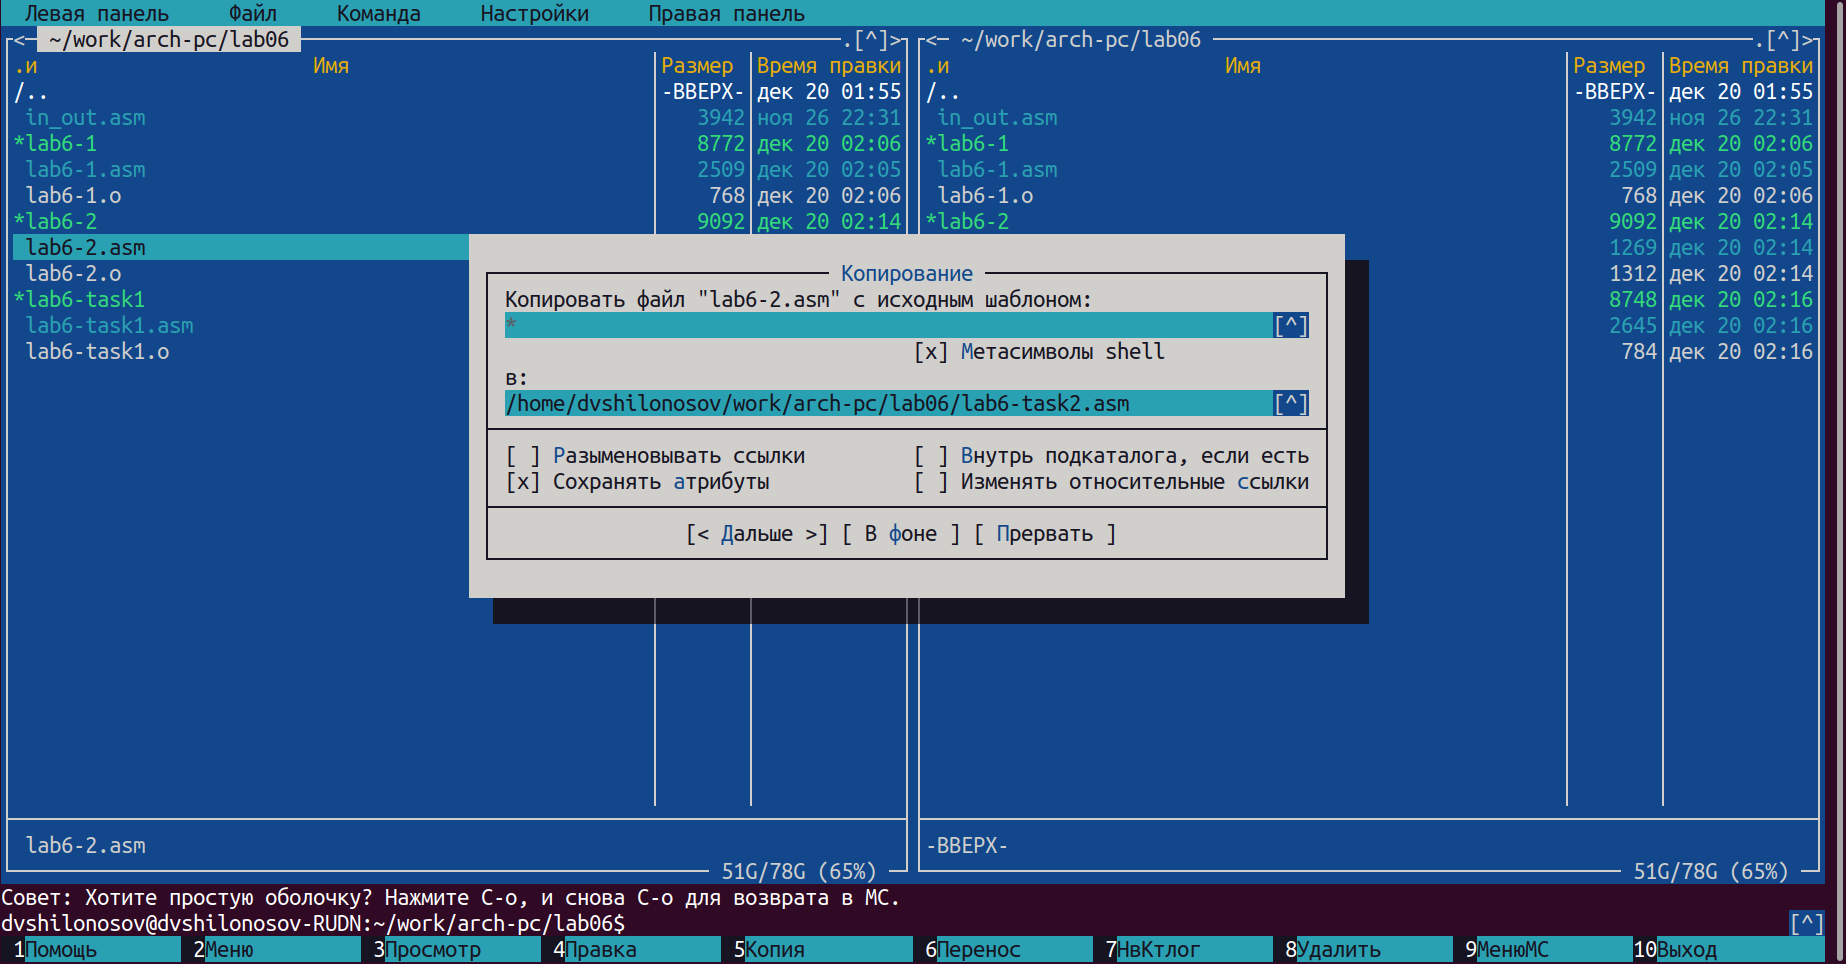 Левая панель Файл Команда Настройки Правая панель
<─ ~/work/arch-pc/lab06 ─.[^]>
.и Имя Размер Время правки
/.. -ВВЕРХ- дек 20 01:55
in_out.asm 3942 ноя 26 22:31
*lab6-1 8772 дек 20 02:06
lab6-1.asm 2509 дек 20 02:05
lab6-1.o 768 дек 20 02:06
*lab6-2 9092 дек 20 02:14
lab6-2.asm
lab6-2.o
*lab6-task1
lab6-task1.asm
lab6-task1.o
lab6-2.asm
51G/78G (65%)
<─ ~/work/arch-pc/lab06 ─.[^]>
.и Имя Размер Время правки
/.. -ВВЕРХ- дек 20 01:55
in_out.asm 3942 ноя 26 22:31
*lab6-1 8772 дек 20 02:06
lab6-1.asm 2509 дек 20 02:05
lab6-1.o 768 дек 20 02:06
*lab6-2 9092 дек 20 02:14
1269 дек 20 02:14
1312 дек 20 02:14
8748 дек 20 02:16
2645 дек 20 02:16
784 дек 20 02:16
-ВВЕРХ-
51G/78G (65%)
Копирование
Копировать файл "lab6-2.asm" с исходным шаблоном:
* [^]
[x] Метасимволы shell
в:
/home/dvshilonosov/work/arch-pc/lab06/lab6-task2.asm [^]
[ ] Разыменовывать ссылки [ ] Внутрь подкаталога, если есть
[x] Сохранять атрибуты [ ] Изменять относительные ссылки
[< Дальше >] [ В фоне ] [ Прервать ]
Совет: Хотите простую оболочку? Нажмите C-o, и снова C-o для возврата в MC.
dvshilonosov@dvshilonosov-RUDN:~/work/arch-pc/lab06$ [^]
1Помощь 2Меню 3Просмотр 4Правка 5Копия 6Перенос 7НвКтлог 8Удалить 9МенюMC 10Выход